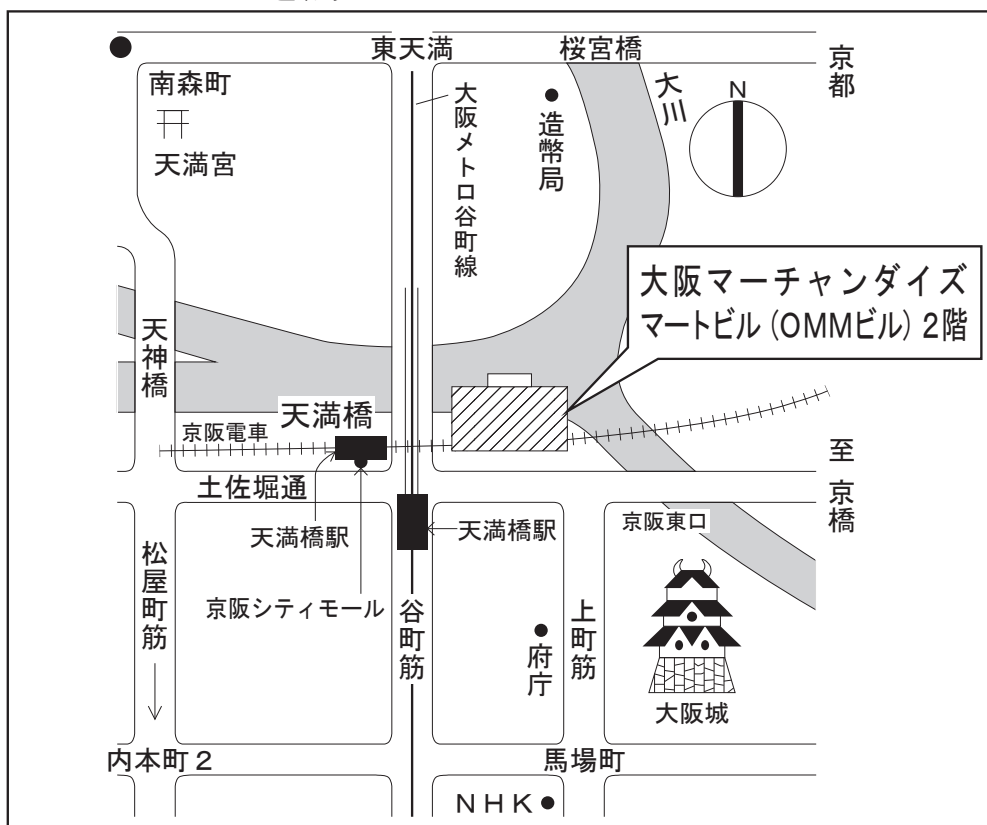 東天満
桜宮橋
京都
南森町
天満宮
大阪メトロ谷町線
造幣局
大川
N
大阪マーチャンダイズ
マートビル(OMMビル)2階
天神橋
天満橋
京阪電車
土佐堀通
至京橋
天満橋駅
天満橋駅
京阪東口
松屋町筋
京阪シティモール
谷町筋
府庁
上町筋
大阪城
内本町2
馬場町
NHK